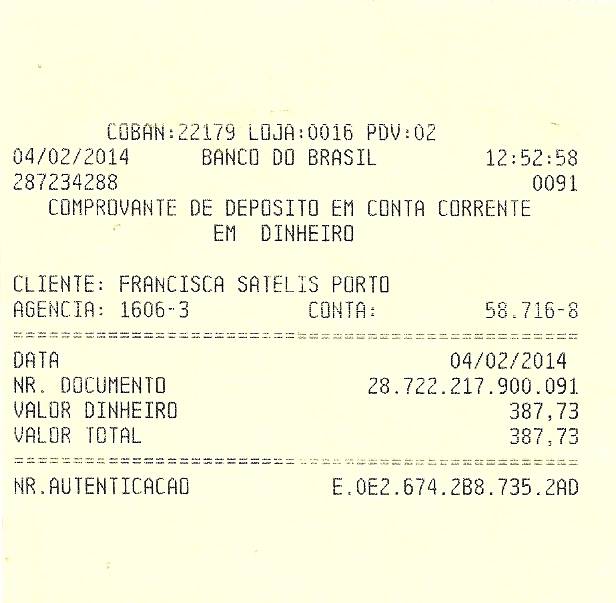 COBAN:22179 LOJA:0016 PDV:02
04/02/2014 BANCO DO BRASIL 12:52:58
287234288 0091
COMPROVANTE DE DEPOSITO EM CONTA CORRENTE
EM DINHEIRO
CLIENTE: FRANCISCA SATELIS PORTO
AGENCIA: 1606-3 CONTA: 58.716-8
================================================
DATA 04/02/2014
NR. DOCUMENTO 28.722.217.900.091
VALOR DINHEIRO 387,73
VALOR TOTAL 387,73
================================================
NR.AUTENTICACAO E.0E2.674.2B8.735.2AD